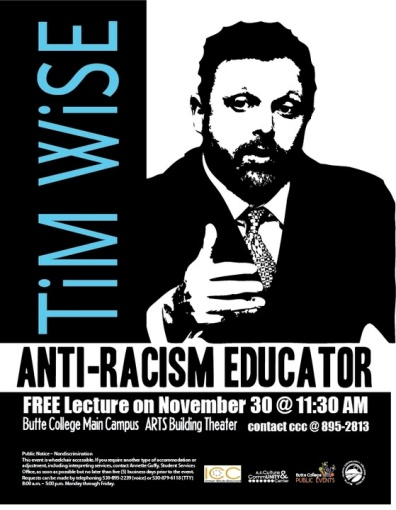 TiM WiSE
ANTI-RACISM EDUCATOR
FREE Lecture on November 30 @ 11:30 AM
Butte College Main Campus ARTS Building Theater contact ccc @ 895-2813
Public Notice – Nondiscrimination
This event is wheelchair accessible. If you require another type of accommodation or
adjustment, including interpreting services, contact Annette Guffy, Student Services
Office, as soon as possible but no later than five (5) business days prior to the event.
Requests can be made by telephoning 530-895-2239 (voice) or 530-879-6118 (TTY)
8:00 a.m. – 5:00 p.m. Monday through Friday.
ICC
Culture &
CommUNITY
Center
Butte College
PUBLIC EVENTS